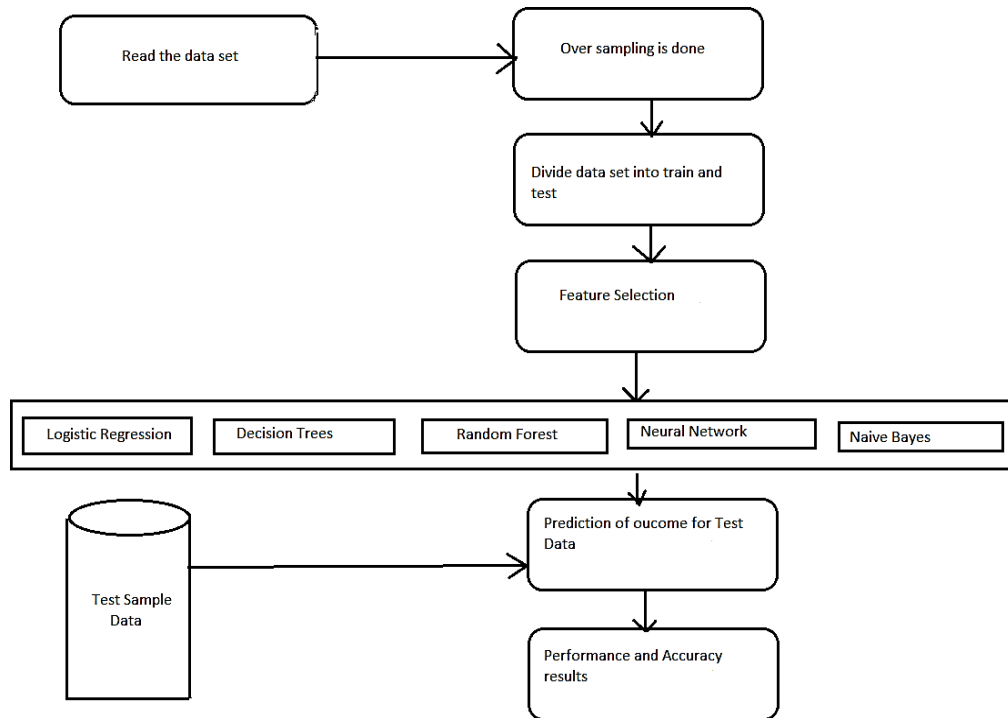 Read the data set
Over sampling is done
Divide data set into train and
test
Feature Selection
Logistic Regression
Decision Trees
Random Forest
Neural Network
Naive Bayes
Prediction of oucome for Test
Data
Test Sample
Data
Performance and Accuracy
results